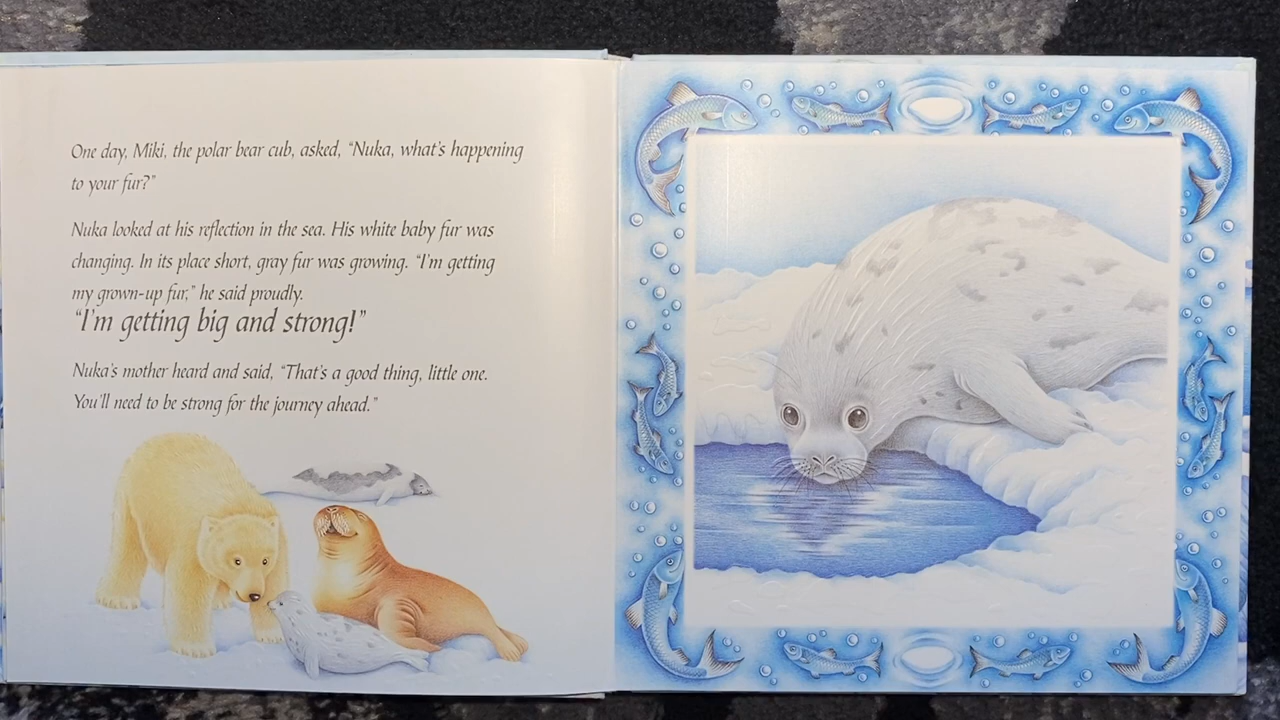 One day, Miki, the polar bear cub, asked, “Nuka, what’s happening
to your fur?”
Nuka looked at his reflection in the sea. His white baby fur was
changing. In its place short, gray fur was growing. “I’m getting
my grown-up fur,” he said proudly.
“I’m getting big and strong!”
Nuka’s mother heard and said, “That’s a good thing, little one.
You’ll need to be strong for the journey ahead.”